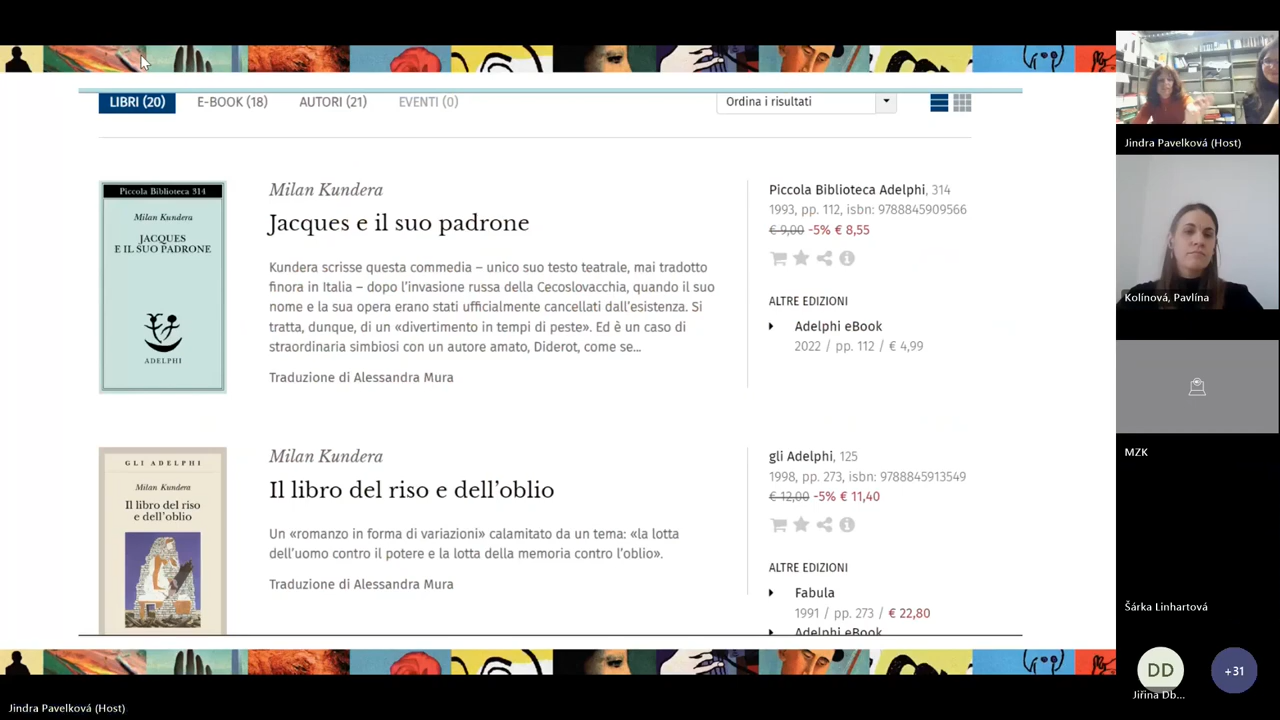 LIBRI (20)
E-BOOK (18)
AUTORI (21)
EVENTI (0)
Ordina i risultati
Piccola Biblioteca 314
Milan Kundera
JACQUES
E IL SUO PADRONE
ADELPHI
Milan Kundera
Jacques e il suo padrone
Kundera scrisse questa commedia – unico suo testo teatrale, mai tradotto
finora in Italia – dopo l'invasione russa della Cecoslovacchia, quando il suo
nome e la sua opera erano stati ufficialmente cancellati dall'esistenza. Si
tratta, dunque, di un «divertimento in tempi di peste». Ed è un caso di
straordinaria simbiosi con un autore amato, Diderot, come se...
Traduzione di Alessandra Mura
Piccola Biblioteca Adelphi, 314
1993, pp. 112, isbn: 9788845909566
€ 9,00 -5% € 8,55
ALTRE EDIZIONI
Adelphi eBook
2022 / pp. 112 / € 4,99
GLI ADELPHI
Milan Kundera
Il libro del riso
e dell'oblio
Milan Kundera
Il libro del riso e dell'oblio
Un «romanzo in forma di variazioni» calamitato da un tema: «la lotta
dell'uomo contro il potere e la lotta della memoria contro l'oblio».
Traduzione di Alessandra Mura
gli Adelphi, 125
1998, pp. 273, isbn: 9788845913549
€ 12,00 -5% € 11,40
ALTRE EDIZIONI
Fabula
1991 / pp. 273 / € 22,80
Adelphi eBook
Jindra Pavelková (Host)
Kolínová, Pavlína
MZK
Šárka Linhartová
DD
+31
Jiřina Db...
Jindra Pavelková (Host)